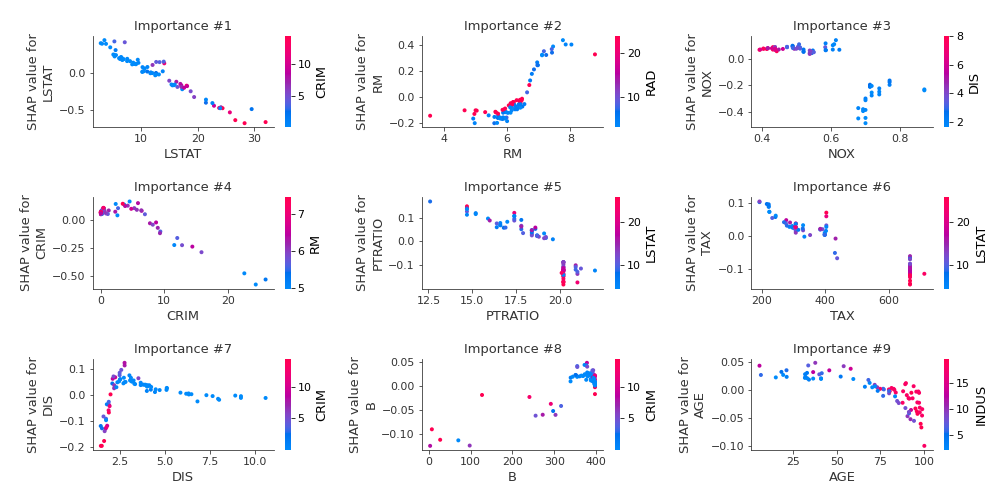 Importance #1
SHAP value for
LSTAT
0.0
−0.5
10
20
30
LSTAT
10
5
CRIM
Importance #2
SHAP value for
RM
0.4
0.2
0.0
−0.2
4
6
8
RM
20
10
RAD
Importance #3
SHAP value for
NOX
0.0
−0.2
−0.4
0.4
0.6
0.8
NOX
8
6
4
2
DIS
Importance #4
SHAP value for
CRIM
0.00
−0.25
−0.50
0
10
20
CRIM
7
6
5
RM
Importance #5
SHAP value for
PTRATIO
0.1
0.0
−0.1
12.5
15.0
17.5
20.0
PTRATIO
20
10
LSTAT
Importance #6
SHAP value for
TAX
0.1
0.0
−0.1
200
400
600
TAX
20
10
LSTAT
Importance #7
SHAP value for
DIS
0.1
0.0
−0.1
−0.2
2.5
5.0
7.5
10.0
DIS
10
5
CRIM
Importance #8
SHAP value for
B
0.05
0.00
−0.05
−0.10
0
100
200
300
400
B
10
5
CRIM
Importance #9
SHAP value for
AGE
0.05
0.00
−0.05
−0.10
25
50
75
100
AGE
15
10
5
INDUS